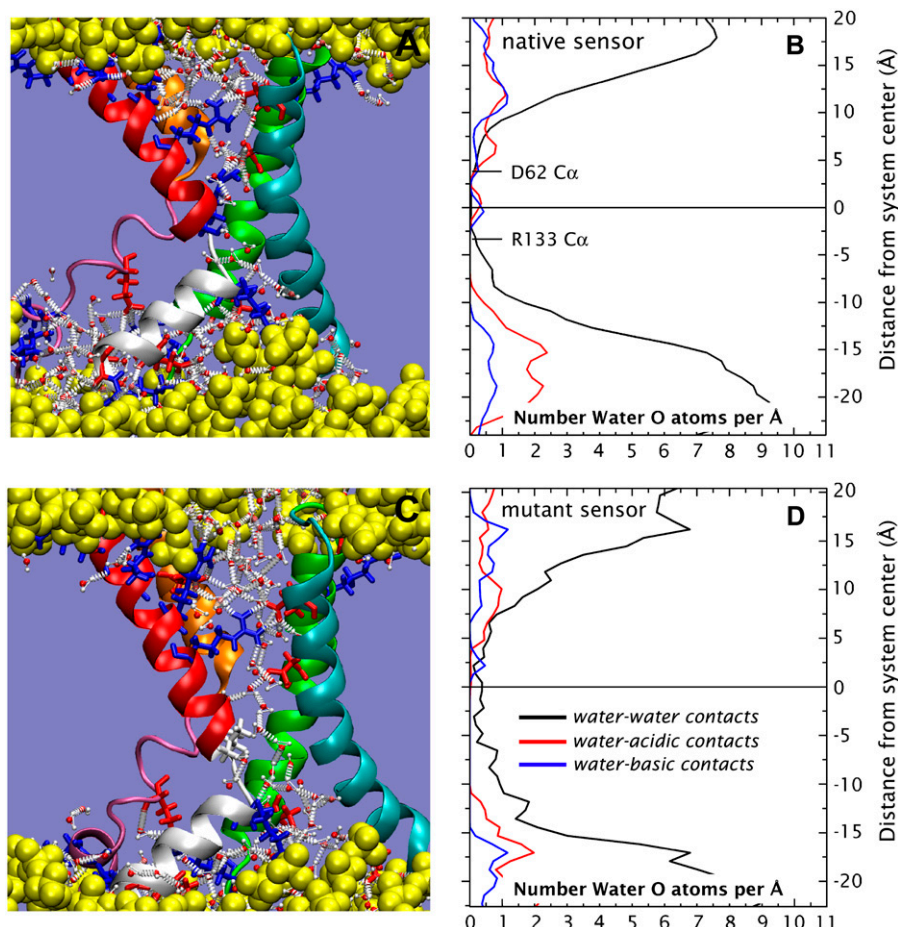 A
B
native sensor
D62 Cα
R133 Cα
Number Water O atoms per Å
20
15
10
5
0
-5
-10
-15
-20
Distance from system center (Å)
0 1 2 3 4 5 6 7 8 9 10 11
C
D
mutant sensor
water-water contacts
water-acidic contacts
water-basic contacts
Number Water O atoms per Å
20
15
10
5
0
-5
-10
-15
-20
Distance from system center (Å)
0 1 2 3 4 5 6 7 8 9 10 11